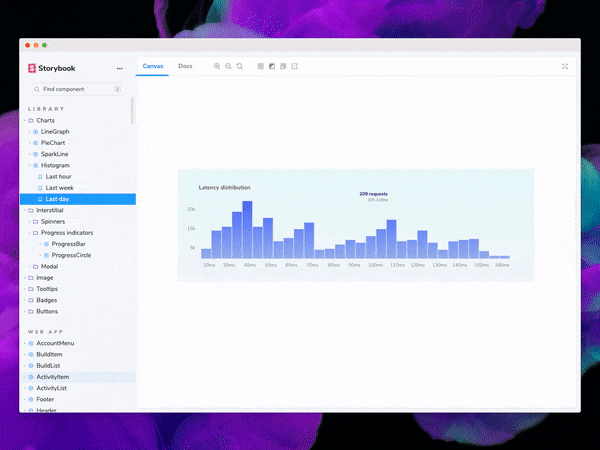 Storybook
Canvas
Docs
Find component
/
LIBRARY
Charts
LineGraph
PieChart
SparkLine
Histogram
Last hour
Last week
Last day
Interstitial
Spinners
Progress indicators
ProgressBar
ProgressCircle
Modal
Image
Tooltips
Badges
Buttons
WEB APP
AccountMenu
BuildItem
BuildList
ActivityItem
ActivityList
Footer
Header
Latency distribution
209 requests
105-110ms
20k
15k
5k
20ms 30ms 40ms 50ms 60ms 70ms 80ms 90ms 100ms 110ms 120ms 130ms 140ms 150ms 160ms